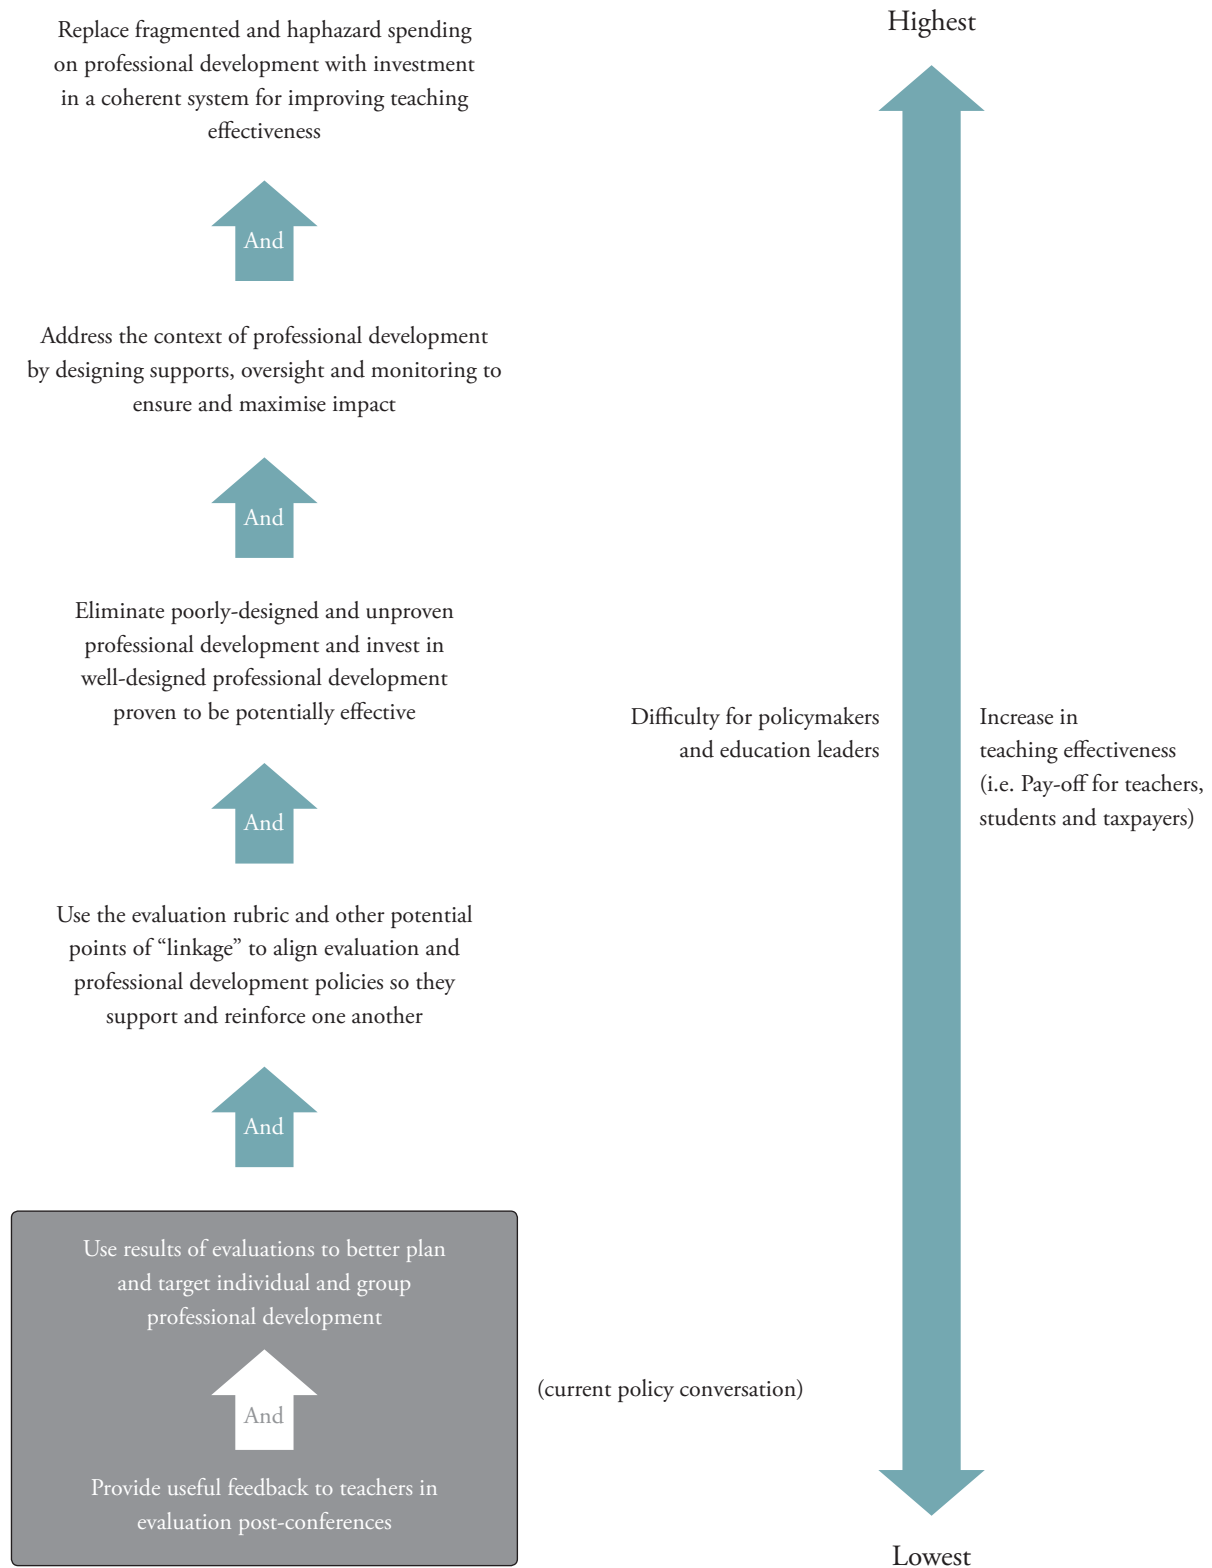 Replace fragmented and haphazard spending
on professional development with investment
in a coherent system for improving teaching
effectiveness
And
Address the context of professional development
by designing supports, oversight and monitoring to
ensure and maximise impact
And
Eliminate poorly-designed and unproven
professional development and invest in
well-designed professional development
proven to be potentially effective
And
Use the evaluation rubric and other potential
points of “linkage” to align evaluation and
professional development policies so they
support and reinforce one another
And
Use results of evaluations to better plan
and target individual and group
professional development
And
Provide useful feedback to teachers in
evaluation post-conferences
(current policy conversation)
Highest
Difficulty for policymakers
and education leaders
Increase in
teaching effectiveness
(i.e. Pay-off for teachers,
students and taxpayers)
Lowest